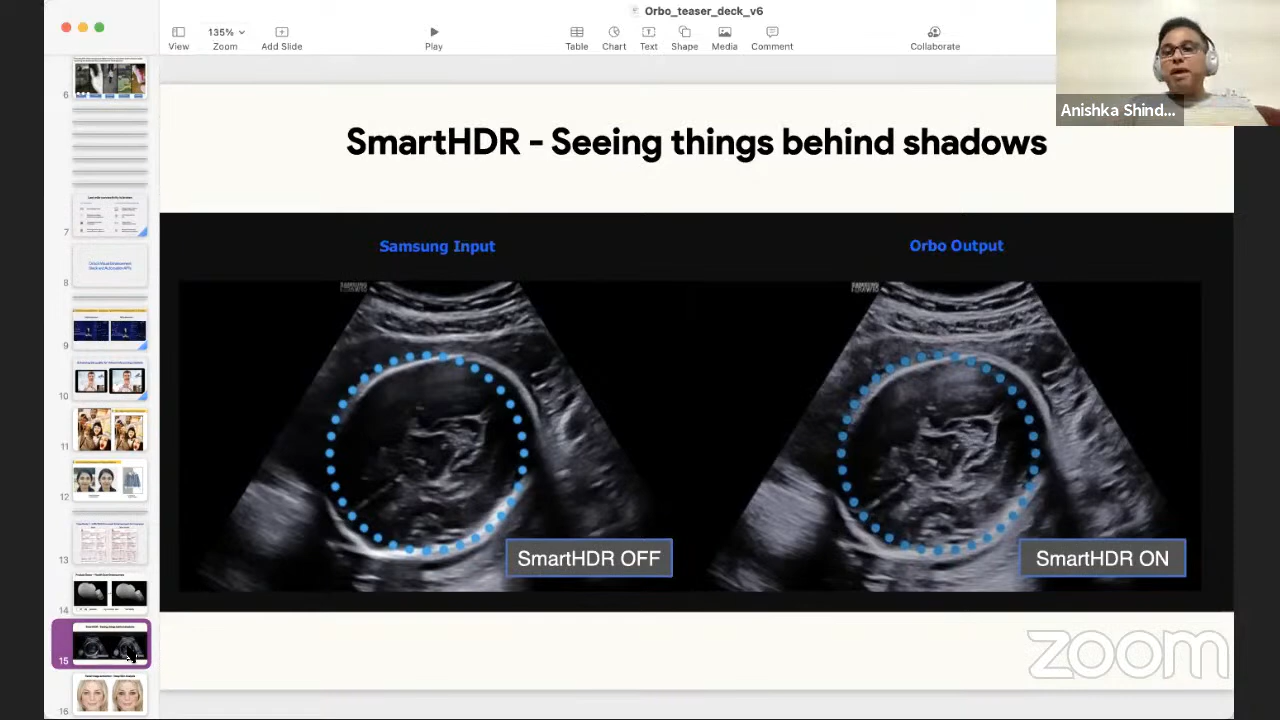 Orbo_teaser_deck_v6
135%
View
Zoom
Add Slide
Play
Table
Chart
Text
Shape
Media
Comment
Collaborate
Anishka Shind...
SmartHDR - Seeing things behind shadows
Samsung Input
Orbo Output
SmartHDR OFF
SmartHDR ON
6
7
8
9
10
11
12
13
14
15
16
zoom